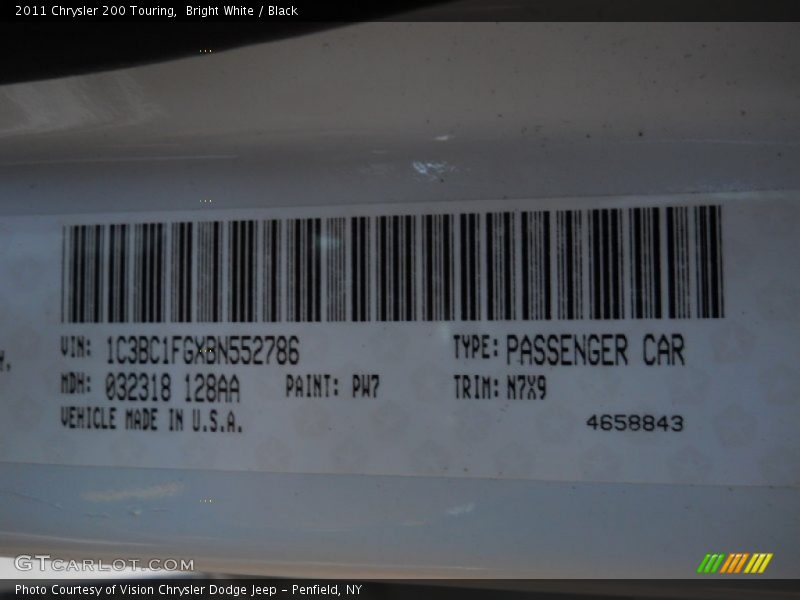 2011 Chrysler 200 Touring, Bright White / Black
VIN: 1C3BC1FGXBN552786 TYPE: PASSENGER CAR
MDH: 032318 128AA PAINT: PW7 TRIM: N7X9
VEHICLE MADE IN U.S.A. 4658843
GTCARLOT.COM
Photo Courtesy of Vision Chrysler Dodge Jeep - Penfield, NY